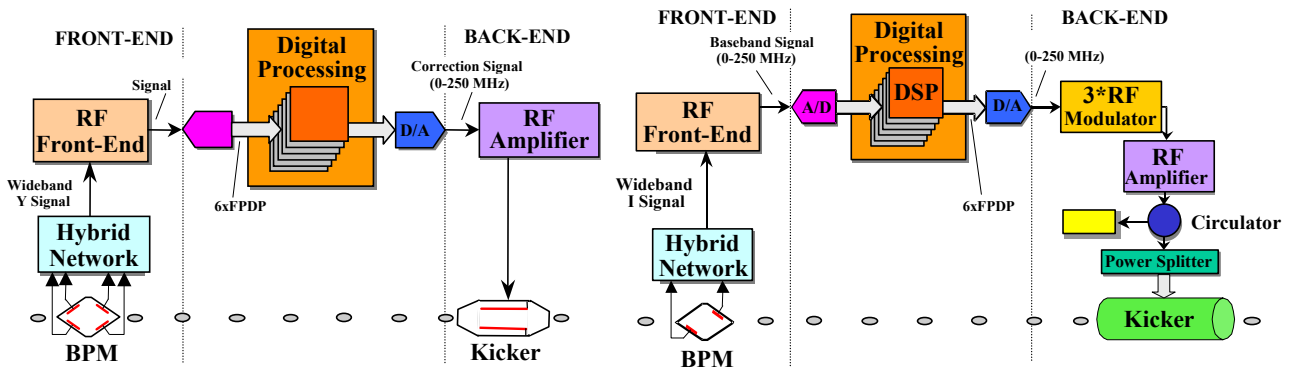 FRONT-END
Digital
Processing
BACK-END
Signal
Correction Signal
(0-250 MHz)
RF
Front-End
D/A
RF
Amplifier
Wideband
Y Signal
6xFPDP
Hybrid
Network
BPM
Kicker
FRONT-END
BACK-END
Baseband Signal
(0-250 MHz)
Digital
Processing
(0-250 MHz)
RF
Front-End
A/D
DSP
D/A
3*RF
Modulator
RF
Amplifier
Wideband
I Signal
6xFPDP
Circulator
Hybrid
Network
Power Splitter
Kicker
BPM